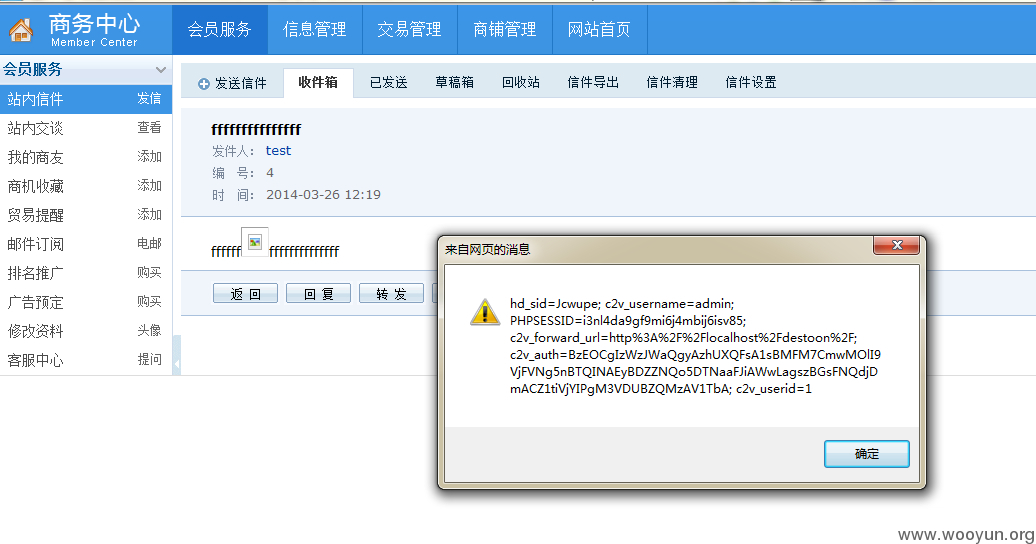 商务中心
Member Center
会员服务 信息管理 交易管理 商铺管理 网站首页
会员服务
站内信件 发信
站内交谈 查看
我的商友 添加
商机收藏 添加
贸易提醒 添加
邮件订阅 电邮
排名推广 购买
广告预定 购买
修改资料 头像
客服中心 提问
发送信件 收件箱 已发送 草稿箱 回收站 信件导出 信件清理 信件设置
fffffffffffffff
发件人: test
编 号: 4
时 间: 2014-03-26 12:19
ffffff ffffffffffffff
返 回 回 复 转 发
来自网页的消息
hd_sid=Jcwupe; c2v_username=admin;
PHPSESSID=i3nl4da9gf9mi6j4mbij6isv85;
c2v_forward_url=http%3A%2F%2Flocalhost%2Fdestoon%2F;
c2v_auth=BzEOCgIzWzJWaQgyAzhUXQFsA1sBMFM7CmwMOlI9
VjFVNg5nBTQINAEyBDZZNQo5DTNaaFJiAWwLagszBGsFNQdjD
mACZ1tiVjYIPgM3VDUBZQMzAV1TbA; c2v_userid=1
确定
www.wooyun.org